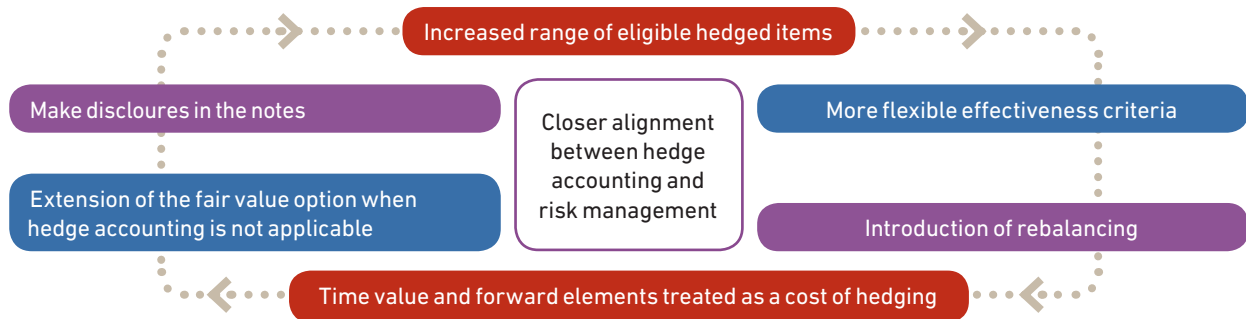 Increased range of eligible hedged items
Make discloures in the notes
Closer alignment
between hedge
accounting and
risk management
More flexible effectiveness criteria
Extension of the fair value option when
hedge accounting is not applicable
Introduction of rebalancing
Time value and forward elements treated as a cost of hedging